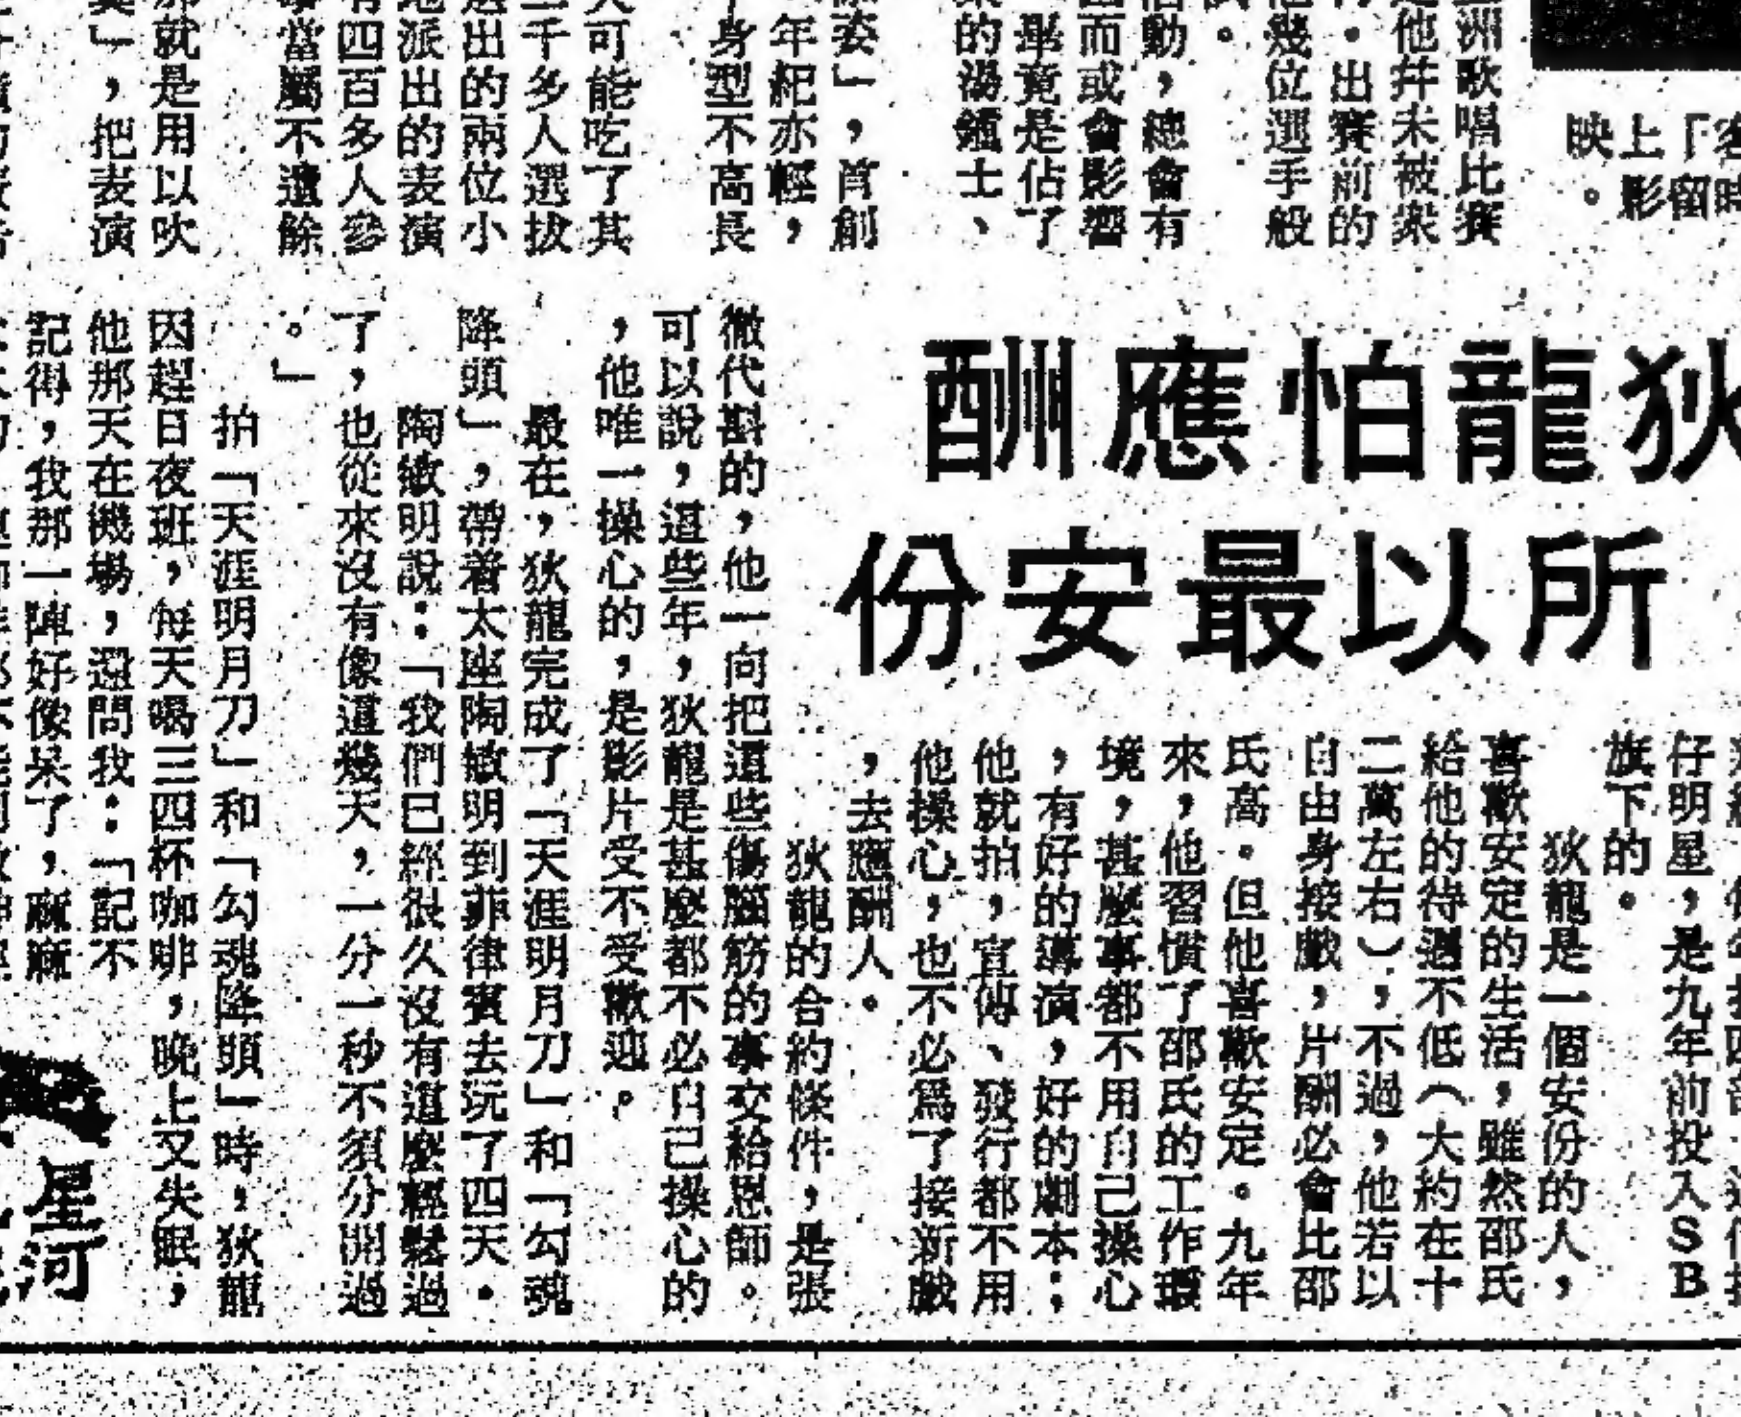 客時
「留
上影
映。
洲歌唱比賽
他幷未被衆
・出賽前的
幾位選手般
活動,總會有
而或會影響
畢竟是佔了
的湯鎭士、
姿」,首創
年紀亦輕,
身型不高長
可能吃了其
千多人選拔
出的兩位小
派出的表演
四百多人參
當屬不遺餘
就是用以吹
」,把表演
狄龍怕應酬
所以最安份
仔明星,是九年前投入SB
旗下的。
狄龍是一個安份的人,
喜歡安定的生活,雖然邵氏
給他的待遇不低(大約在十
二萬左右),不過,他若以
自由身接戲,片酬必會比邵
氏高。但他喜歡安定。九年
來,他習慣了邵氏的工作環
境,甚麼事都不用自己操心
,有好的導演,好的劇本;
他就拍,宣傳、發行都不用
他操心,也不必爲了接新戲
,去應酬人。
狄龍的合約條件,是張
徹代斟的,他一向把這些傷腦筋的事交給恩師。
可以說,這些年,狄龍是甚麼都不必自己操心的
,他唯一操心的,是影片受不受歡迎。
最在,狄龍完成了「天涯明月刀」和「勾魂
降頭」,帶着太座陶敏明到菲律賓去玩了四天・
陶敏明說:「我們已經很久沒有這麼輕鬆過
了,也從來沒有像這幾天,一分一秒不須分開過
。」
拍「天涯明月刀」和「勾魂降頭」時,狄龍
因趕日夜班,每天喝三四杯咖啡,晚上又失眠,
他那天在機場,還問我:「記不
記得,我那一陣好像呆了,癡癡
星河